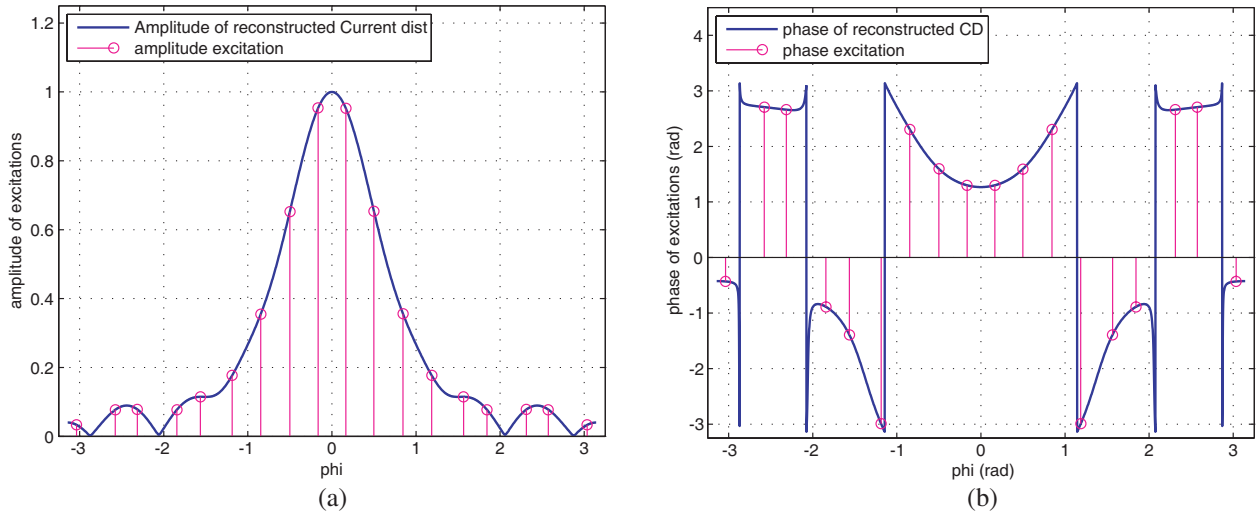 Amplitude of reconstructed Current dist
amplitude excitation
1.2
1
0.8
0.6
0.4
0.2
0
amplitude of excitations
-3 -2 -1 0 1 2 3
phi
(a)
phase of reconstructed CD
phase excitation
4
3
2
1
0
-1
-2
-3
phase of excitations (rad)
-3 -2 -1 0 1 2 3
phi (rad)
(b)